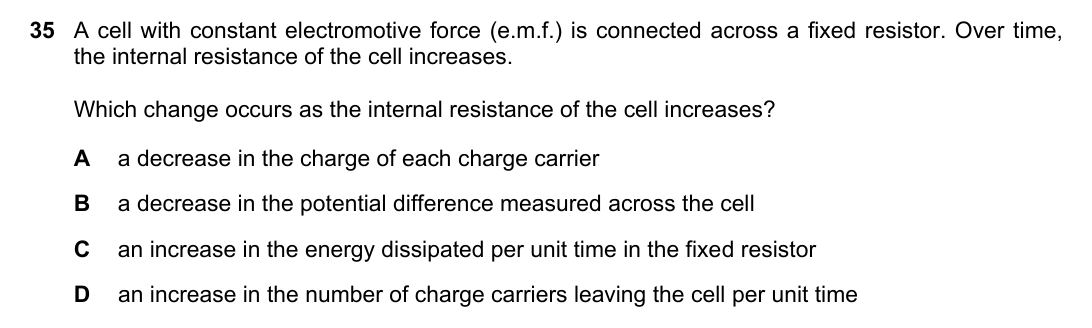 35 A cell with constant electromotive force (e.m.f.) is connected across a fixed resistor. Over time,
the internal resistance of the cell increases.
Which change occurs as the internal resistance of the cell increases?
A a decrease in the charge of each charge carrier
B a decrease in the potential difference measured across the cell
C an increase in the energy dissipated per unit time in the fixed resistor
D an increase in the number of charge carriers leaving the cell per unit time